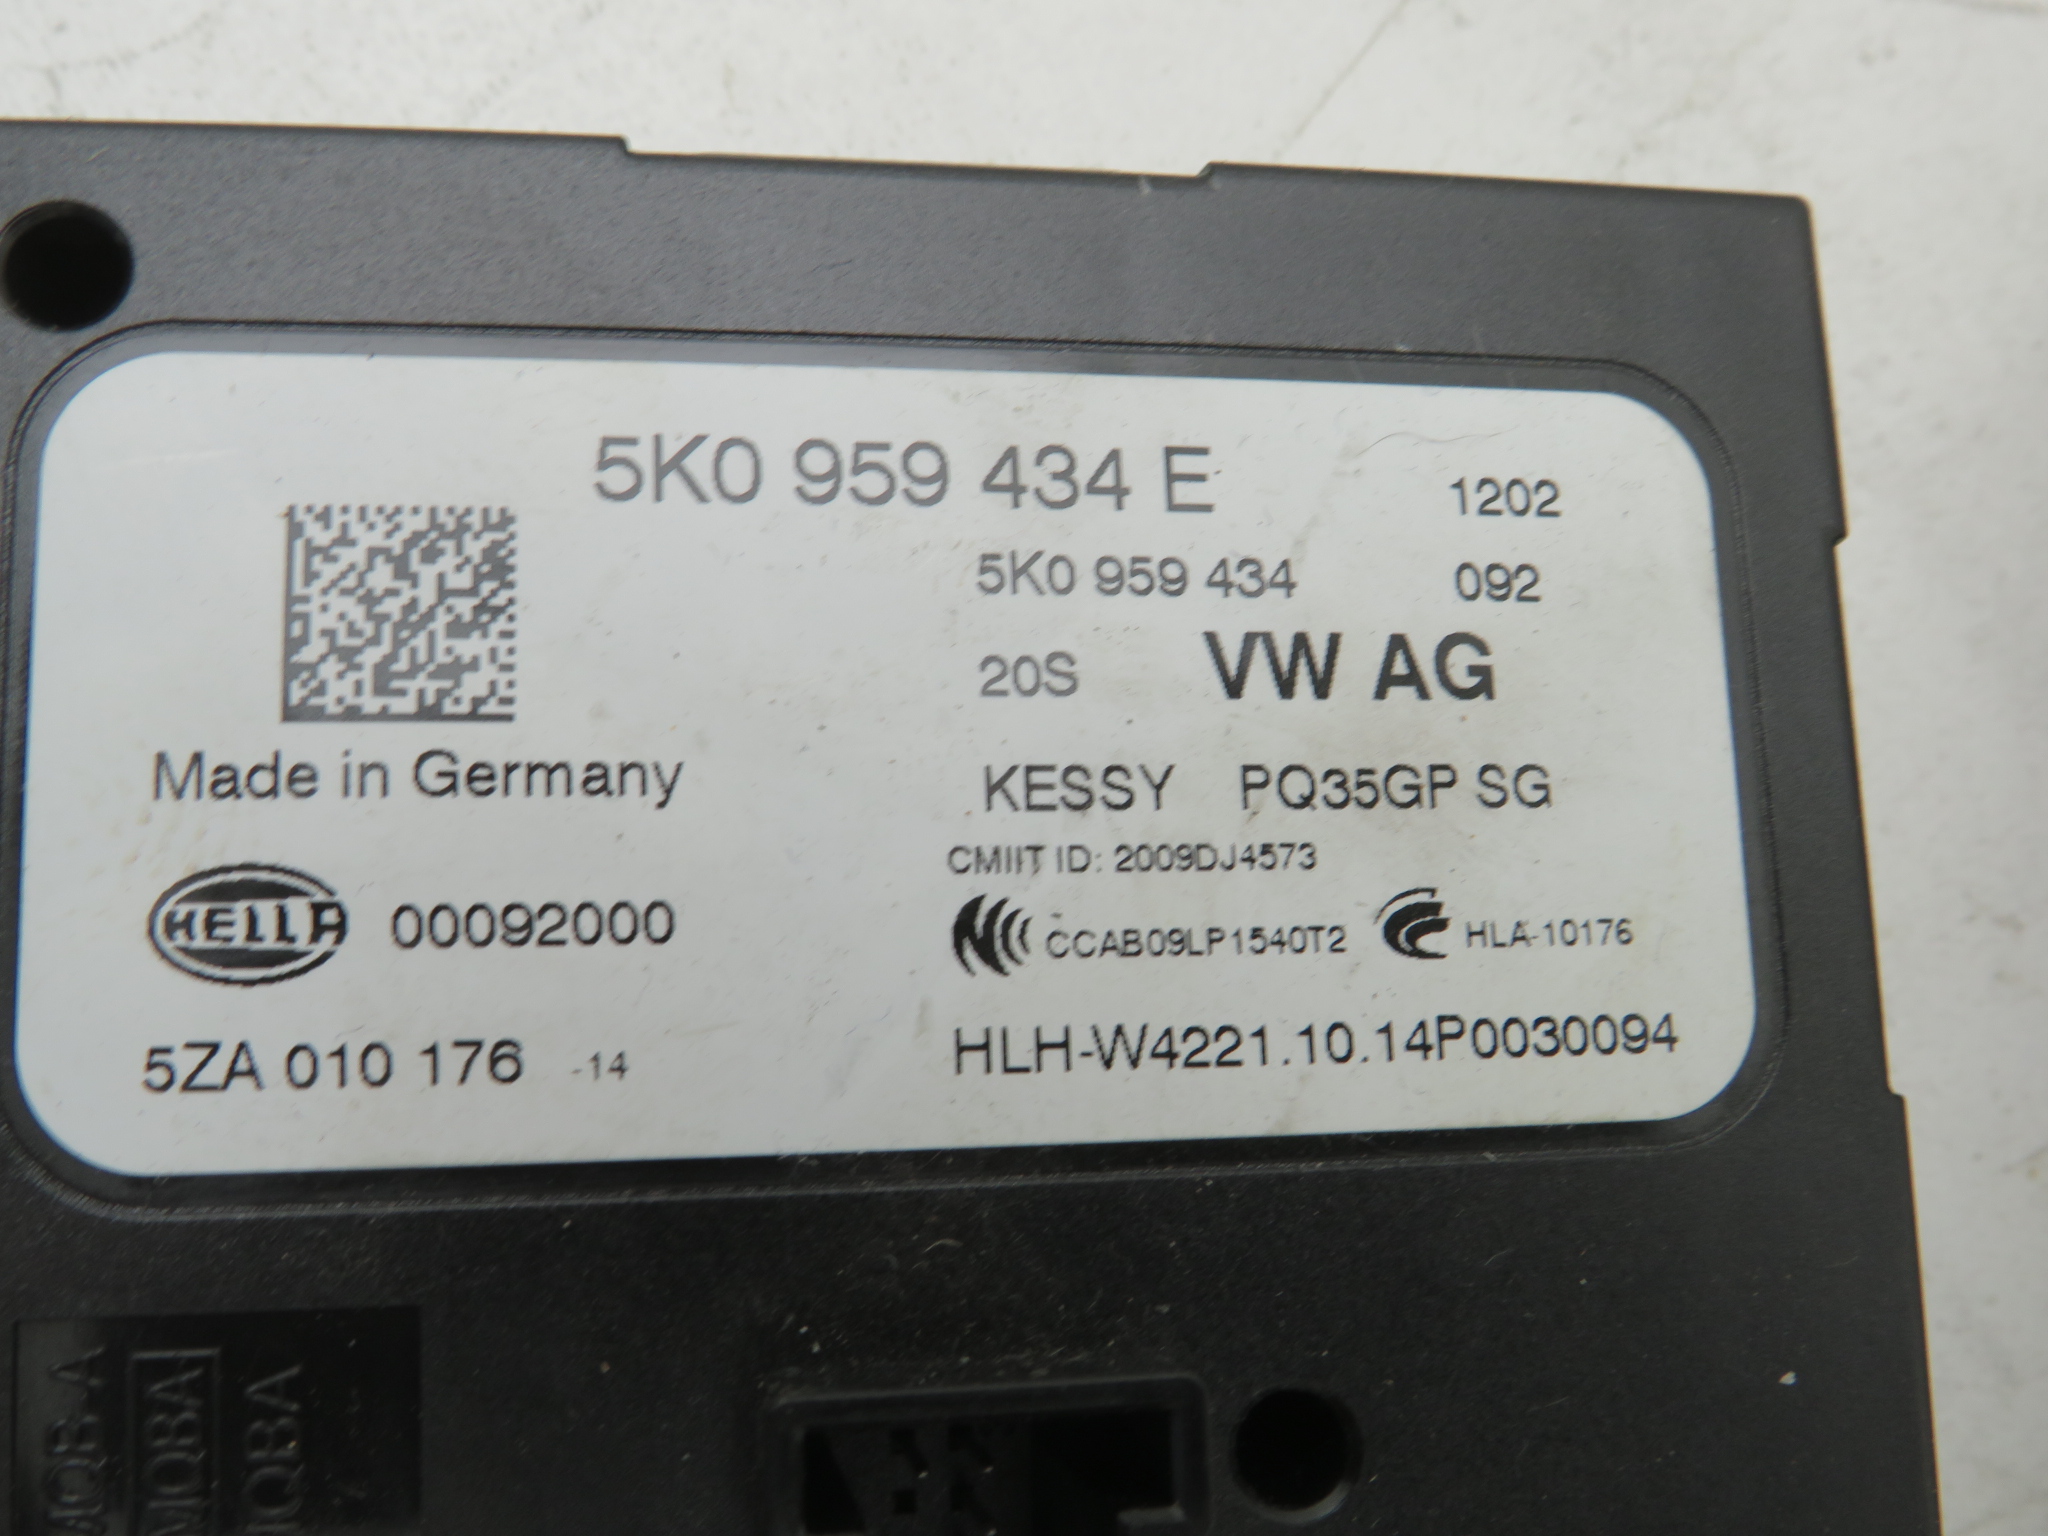 5K0 959 434 E 1202
5K0 959 434 092
20S VW AG
Made in Germany
KESSY PQ35GP SG
CMIIT ID: 2009DJ4573
HELLA 00092000
CCAB09LP1540T2 HLA-10176
5ZA 010 176 -14
HLH-W4221.10.14P0030094
MQB-A
MQBA
MQBA